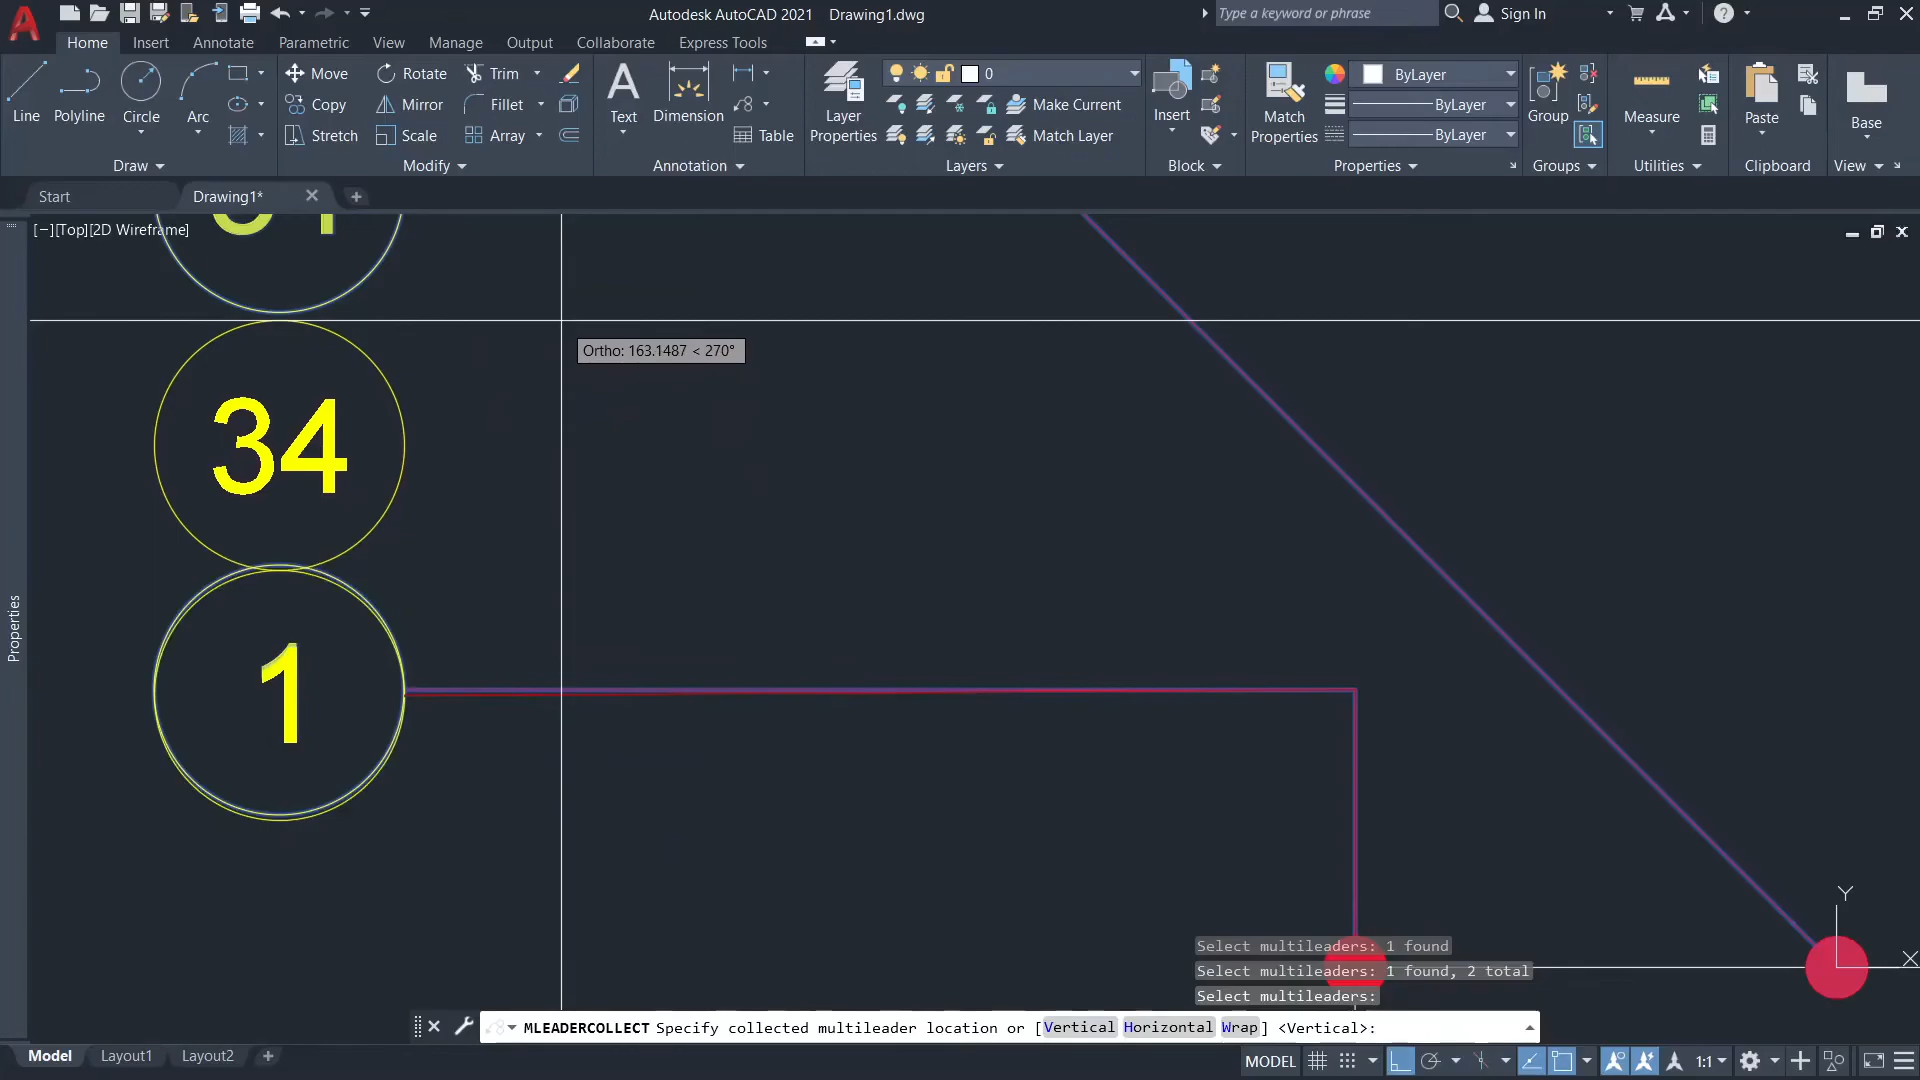 Autodesk AutoCAD 2021 Drawing1.dwg
Type a keyword or phrase
Sign In
Home Insert Annotate Parametric View Manage Output Collaborate Express Tools
Line
Polyline
Circle
Arc
Move
Copy
Stretch
Rotate
Mirror
Scale
Trim
Fillet
Array
Text
Dimension
Table
Layer
Properties
0
Make Current
Match Layer
Insert
Match
Properties
ByLayer
ByLayer
ByLayer
Group
Measure
Paste
Base
Draw
Modify
Annotation
Layers
Block
Properties
Groups
Utilities
Clipboard
View
Start
Drawing1*
[−][Top][2D Wireframe]
Ortho: 163.1487 < 270°
34
1
Properties
Y
X
Select multileaders: 1 found
Select multileaders: 1 found, 2 total
Select multileaders:
MLEADERCOLLECT Specify collected multileader location or [Vertical Horizontal Wrap] <Vertical>:
Model Layout1 Layout2
MODEL
1:1